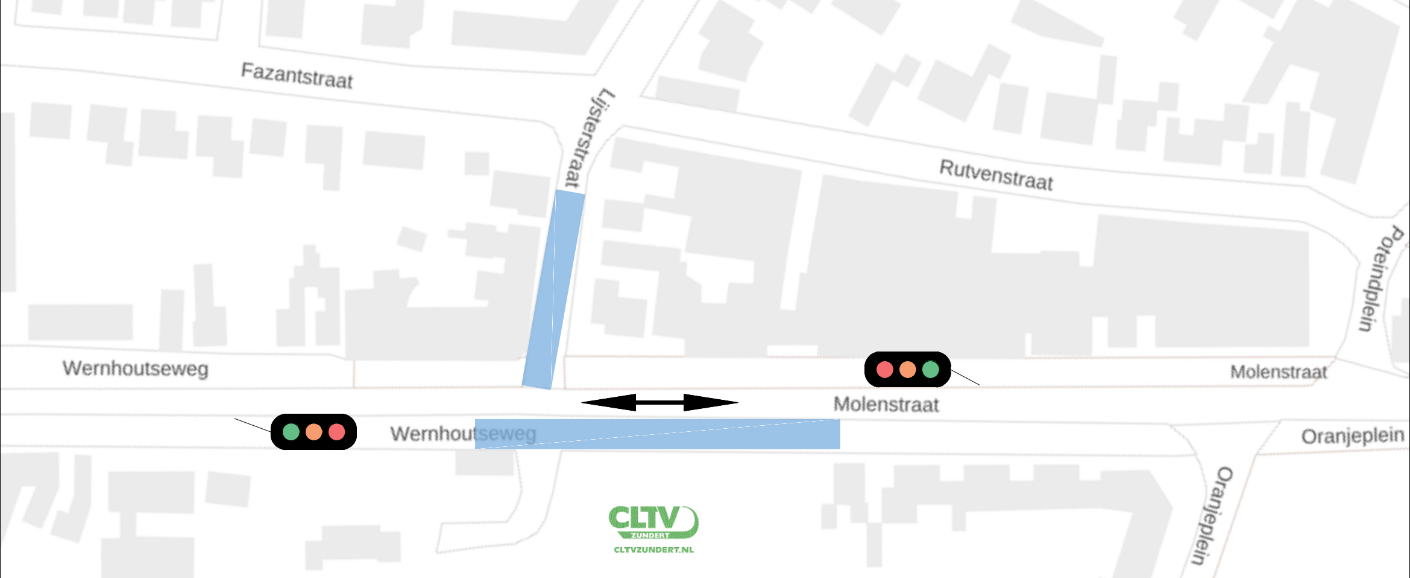 Fazantstraat
Lijsterstraat
Rutvenstraat
Poteindplein
Wernhoutseweg
Molenstraat
Molenstraat
Wernhoutseweg
Oranjeplein
Oranjeplein
CLTV
ZUNDERT
CLTVZUNDERT.NL